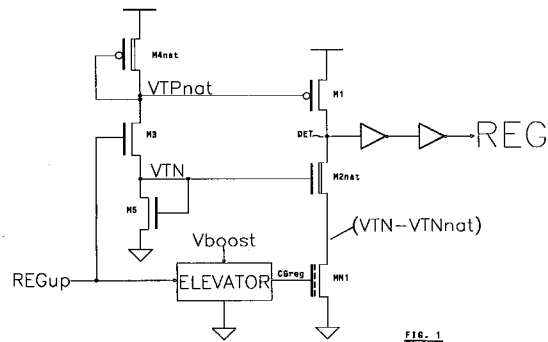 M4nat
VTPnat
M1
M3
DET
REG
VTN
M2nat
M5
(VTN-VTNnat)
Vboost
REGup
ELEVATOR
CGreg
MN1
FIG. 1